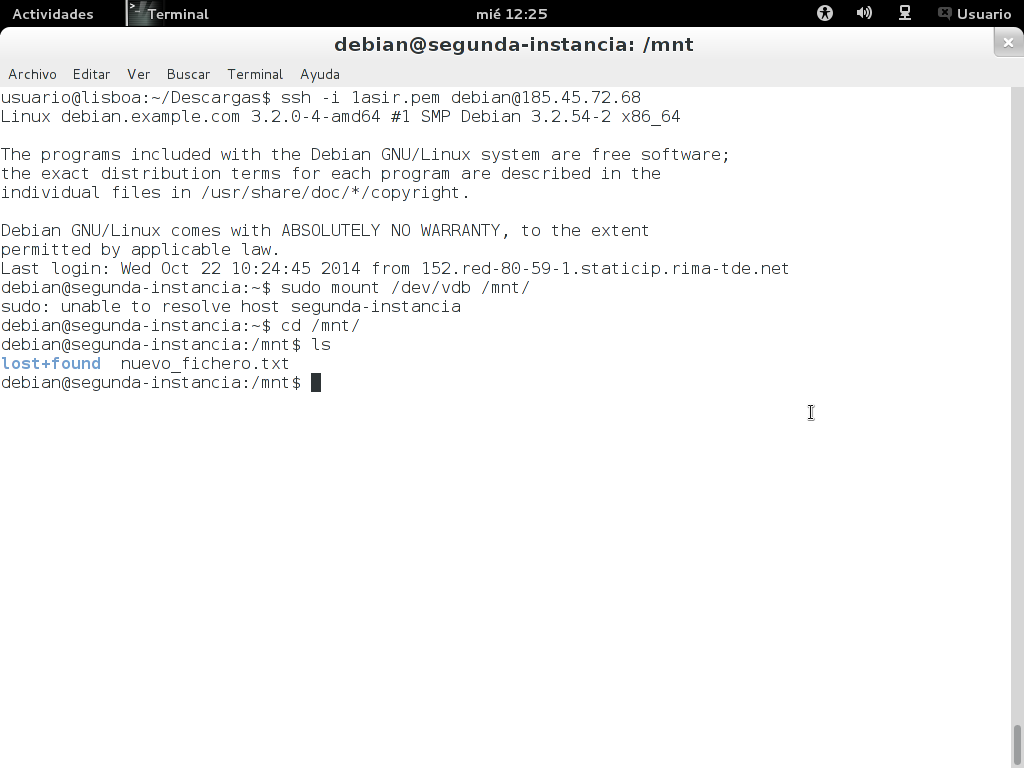 Actividades Terminal mié 12:25 Usuario
debian@segunda-instancia: /mnt
Archivo Editar Ver Buscar Terminal Ayuda
usuario@lisboa:~/Descargas$ ssh -i 1asir.pem debian@185.45.72.68
Linux debian.example.com 3.2.0-4-amd64 #1 SMP Debian 3.2.54-2 x86_64
The programs included with the Debian GNU/Linux system are free software;
the exact distribution terms for each program are described in the
individual files in /usr/share/doc/*/copyright.
Debian GNU/Linux comes with ABSOLUTELY NO WARRANTY, to the extent
permitted by applicable law.
Last login: Wed Oct 22 10:24:45 2014 from 152.red-80-59-1.staticip.rima-tde.net
debian@segunda-instancia:~$ sudo mount /dev/vdb /mnt/
sudo: unable to resolve host segunda-instancia
debian@segunda-instancia:~$ cd /mnt/
debian@segunda-instancia:/mnt$ ls
lost+found  nuevo_fichero.txt
debian@segunda-instancia:/mnt$